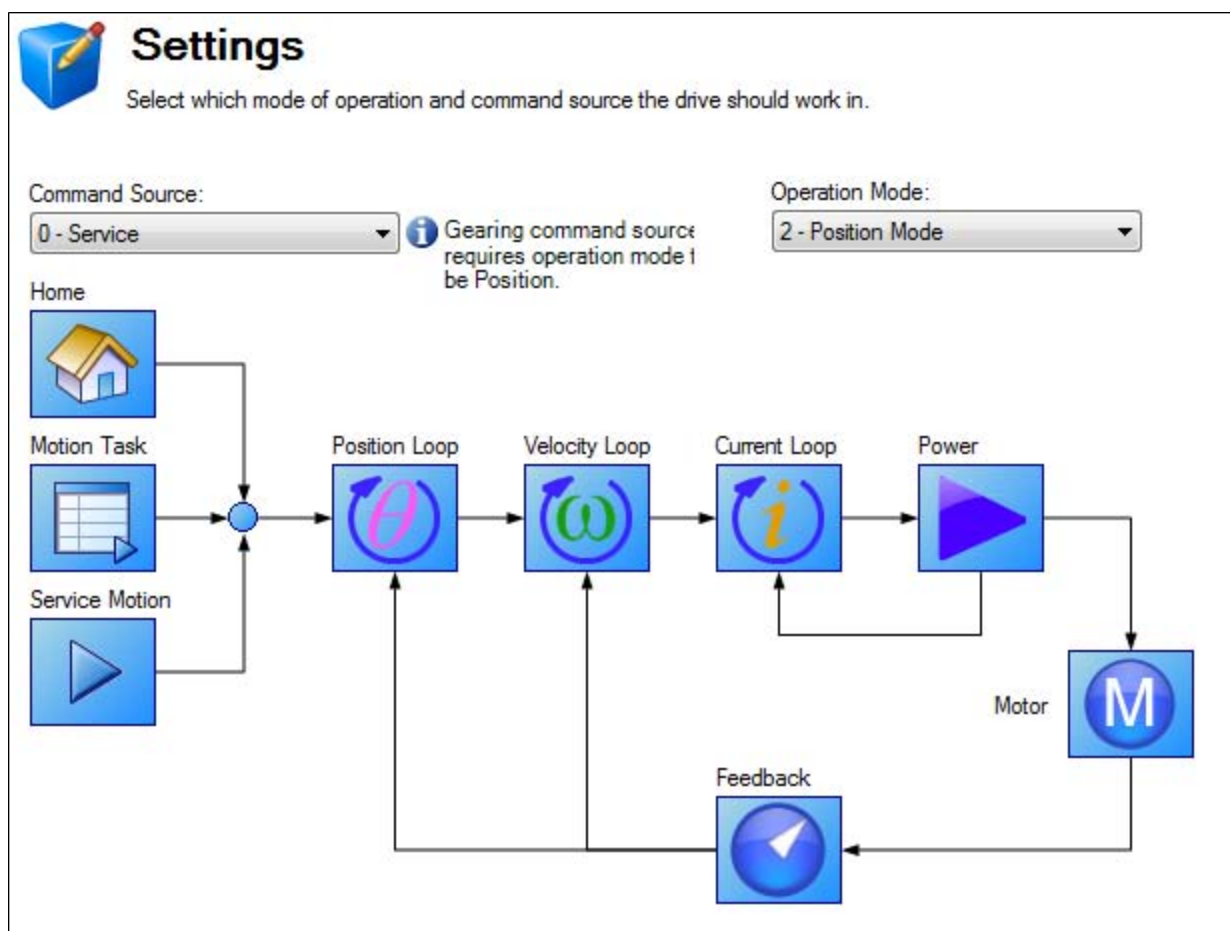 Settings
Select which mode of operation and command source the drive should work in.
Command Source:
Operation Mode:
0 - Service
2 - Position Mode
Gearing command source
requires operation mode
be Position.
Home
Motion Task
Position Loop
Velocity Loop
Current Loop
Power
θ
ω
i
Service Motion
Motor
M
Feedback